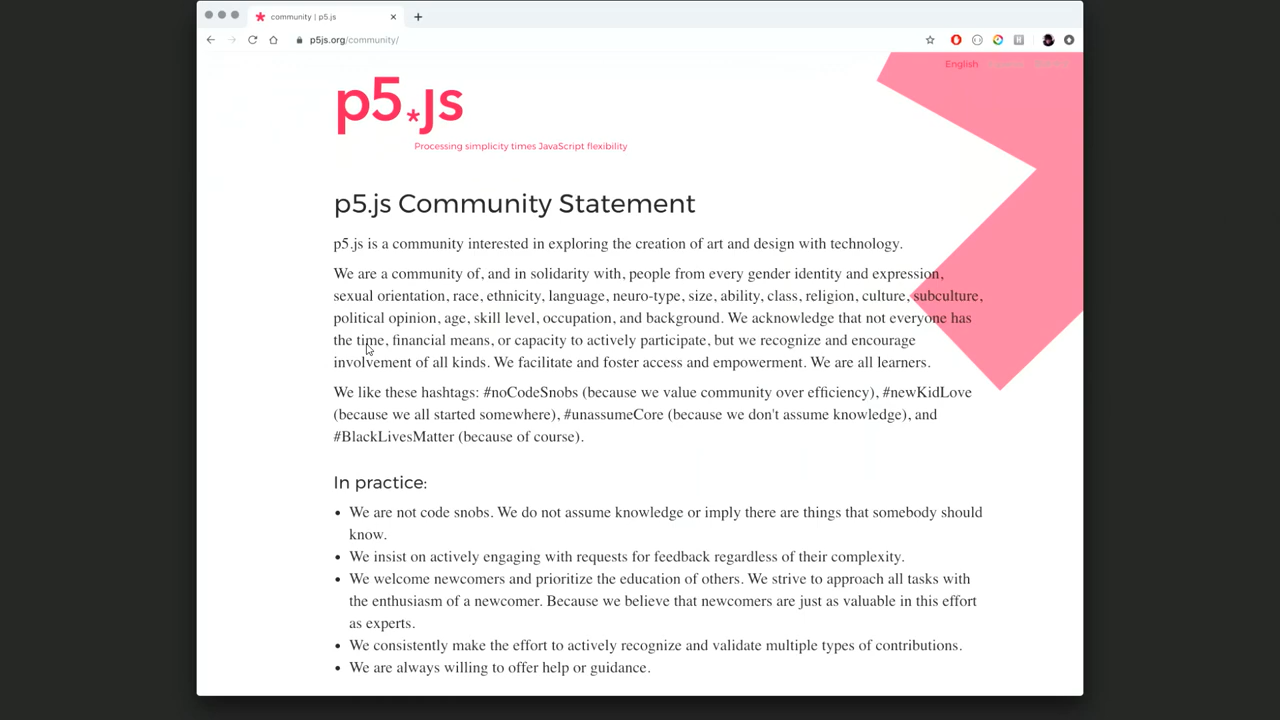 community | p5.js
p5js.org/community/
English
p5.js
Processing simplicity times JavaScript flexibility
p5.js Community Statement
p5.js is a community interested in exploring the creation of art and design with technology.
We are a community of, and in solidarity with, people from every gender identity and expression,
sexual orientation, race, ethnicity, language, neuro-type, size, ability, class, religion, culture, subculture,
political opinion, age, skill level, occupation, and background. We acknowledge that not everyone has
the time, financial means, or capacity to actively participate, but we recognize and encourage
involvement of all kinds. We facilitate and foster access and empowerment. We are all learners.
We like these hashtags: #noCodeSnobs (because we value community over efficiency), #newKidLove
(because we all started somewhere), #unassumeCore (because we don't assume knowledge), and
#BlackLivesMatter (because of course).
In practice:
• We are not code snobs. We do not assume knowledge or imply there are things that somebody should
know.
• We insist on actively engaging with requests for feedback regardless of their complexity.
• We welcome newcomers and prioritize the education of others. We strive to approach all tasks with
the enthusiasm of a newcomer. Because we believe that newcomers are just as valuable in this effort
as experts.
• We consistently make the effort to actively recognize and validate multiple types of contributions.
• We are always willing to offer help or guidance.